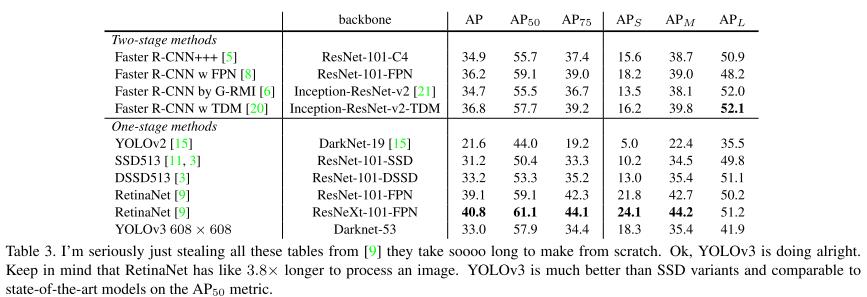 backbone AP AP50 AP75 APS APM APL
Two-stage methods
Faster R-CNN+++ [5] ResNet-101-C4 34.9 55.7 37.4 15.6 38.7 50.9
Faster R-CNN w FPN [8] ResNet-101-FPN 36.2 59.1 39.0 18.2 39.0 48.2
Faster R-CNN by G-RMI [6] Inception-ResNet-v2 [21] 34.7 55.5 36.7 13.5 38.1 52.0
Faster R-CNN w TDM [20] Inception-ResNet-v2-TDM 36.8 57.7 39.2 16.2 39.8 52.1
One-stage methods
YOLOv2 [15] DarkNet-19 [15] 21.6 44.0 19.2 5.0 22.4 35.5
SSD513 [11, 3] ResNet-101-SSD 31.2 50.4 33.3 10.2 34.5 49.8
DSSD513 [3] ResNet-101-DSSD 33.2 53.3 35.2 13.0 35.4 51.1
RetinaNet [9] ResNet-101-FPN 39.1 59.1 42.3 21.8 42.7 50.2
RetinaNet [9] ResNeXt-101-FPN 40.8 61.1 44.1 24.1 44.2 51.2
YOLOv3 608 × 608 Darknet-53 33.0 57.9 34.4 18.3 35.4 41.9
Table 3. I'm seriously just stealing all these tables from [9] they take soooo long to make from scratch. Ok, YOLOv3 is doing alright.
Keep in mind that RetinaNet has like 3.8× longer to process an image. YOLOv3 is much better than SSD variants and comparable to
state-of-the-art models on the AP50 metric.